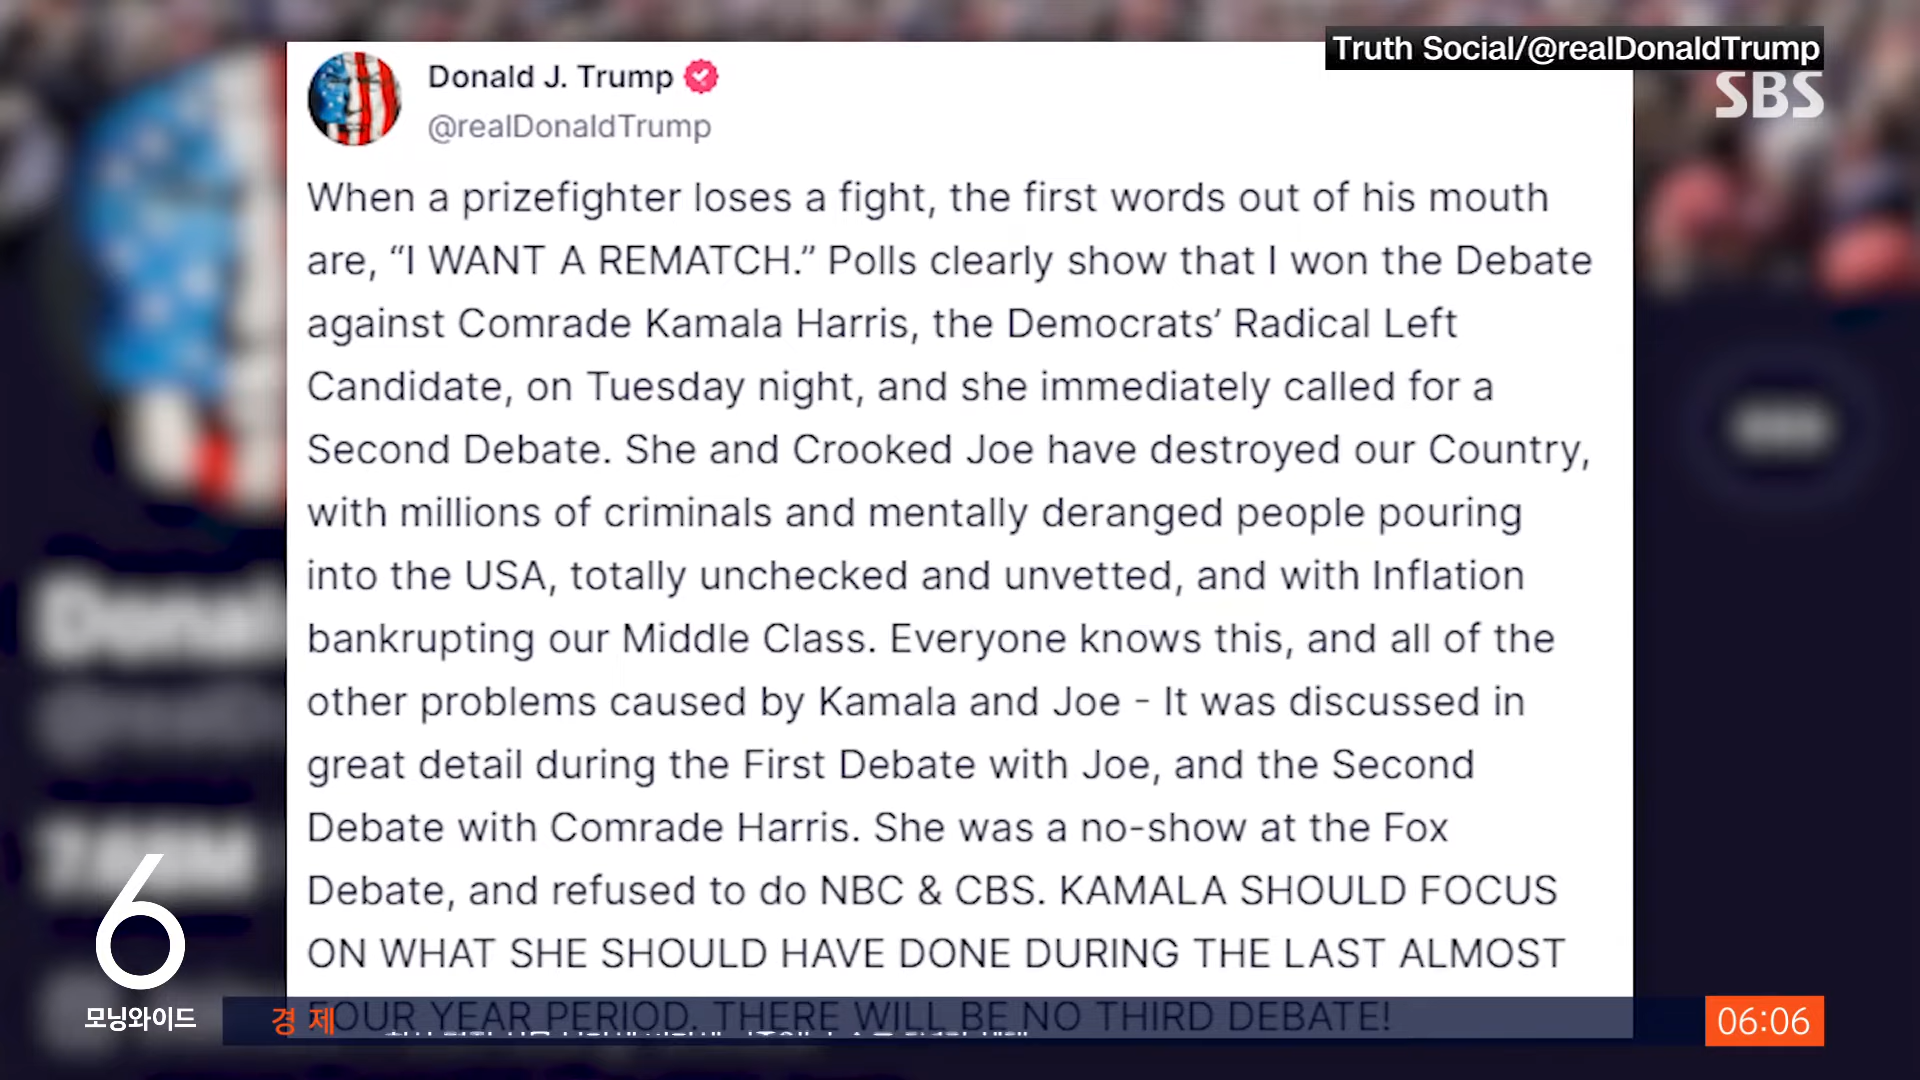 Truth Social/@realDonaldTrump
SBS
Donald J. Trump
@realDonaldTrump
When a prizefighter loses a fight, the first words out of his mouth
are, “I WANT A REMATCH.” Polls clearly show that I won the Debate
against Comrade Kamala Harris, the Democrats’ Radical Left
Candidate, on Tuesday night, and she immediately called for a
Second Debate. She and Crooked Joe have destroyed our Country,
with millions of criminals and mentally deranged people pouring
into the USA, totally unchecked and unvetted, and with Inflation
bankrupting our Middle Class. Everyone knows this, and all of the
other problems caused by Kamala and Joe - It was discussed in
great detail during the First Debate with Joe, and the Second
Debate with Comrade Harris. She was a no-show at the Fox
Debate, and refused to do NBC & CBS. KAMALA SHOULD FOCUS
ON WHAT SHE SHOULD HAVE DONE DURING THE LAST ALMOST
FOUR YEAR PERIOD. THERE WILL BE NO THIRD DEBATE!
6
모닝와이드
경제
06:06